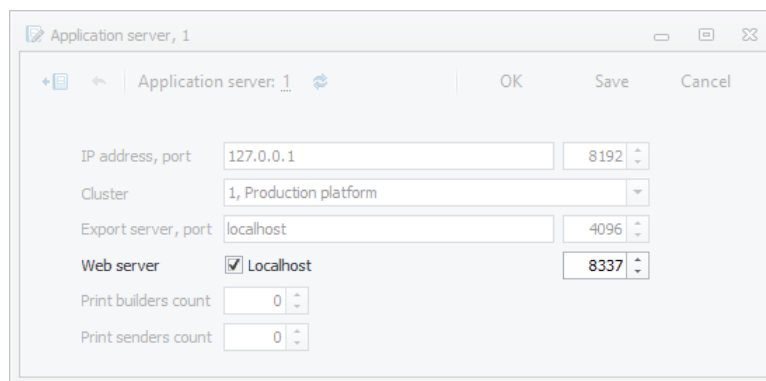 Application server, 1
Application server: 1 OK Save Cancel
IP address, port 127.0.0.1 8192
Cluster 1, Production platform
Export server, port localhost 4096
Web server Localhost 8337
Print builders count 0
Print senders count 0